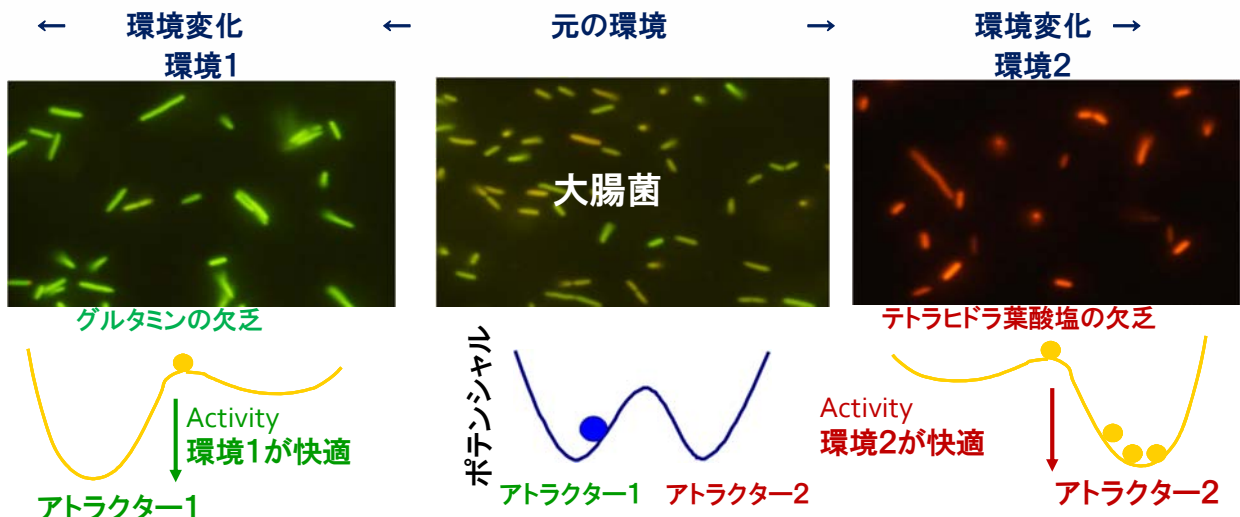 ← 環境変化 ← 元の環境 → 環境変化 →
環境1
環境2
大腸菌
グルタミンの欠乏
テトラヒドラ葉酸塩の欠乏
ポテンシャル
Activity
環境1が快適
アトラクター1
アトラクター1
アトラクター2
Activity
環境2が快適
アトラクター2